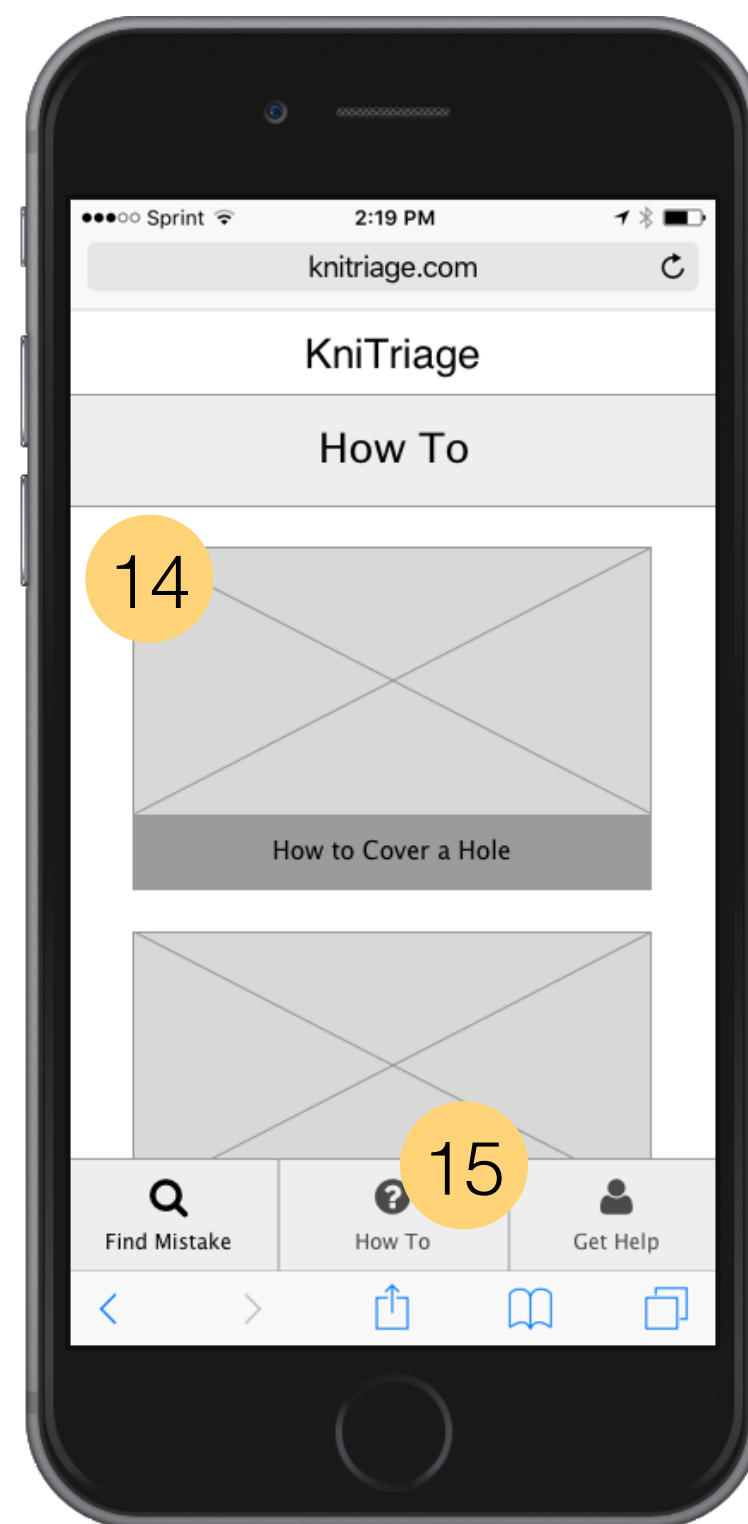 Sprint 2:19 PM
knitriage.com
KniTriage
How To
14
How to Cover a Hole
15
Find Mistake How To Get Help